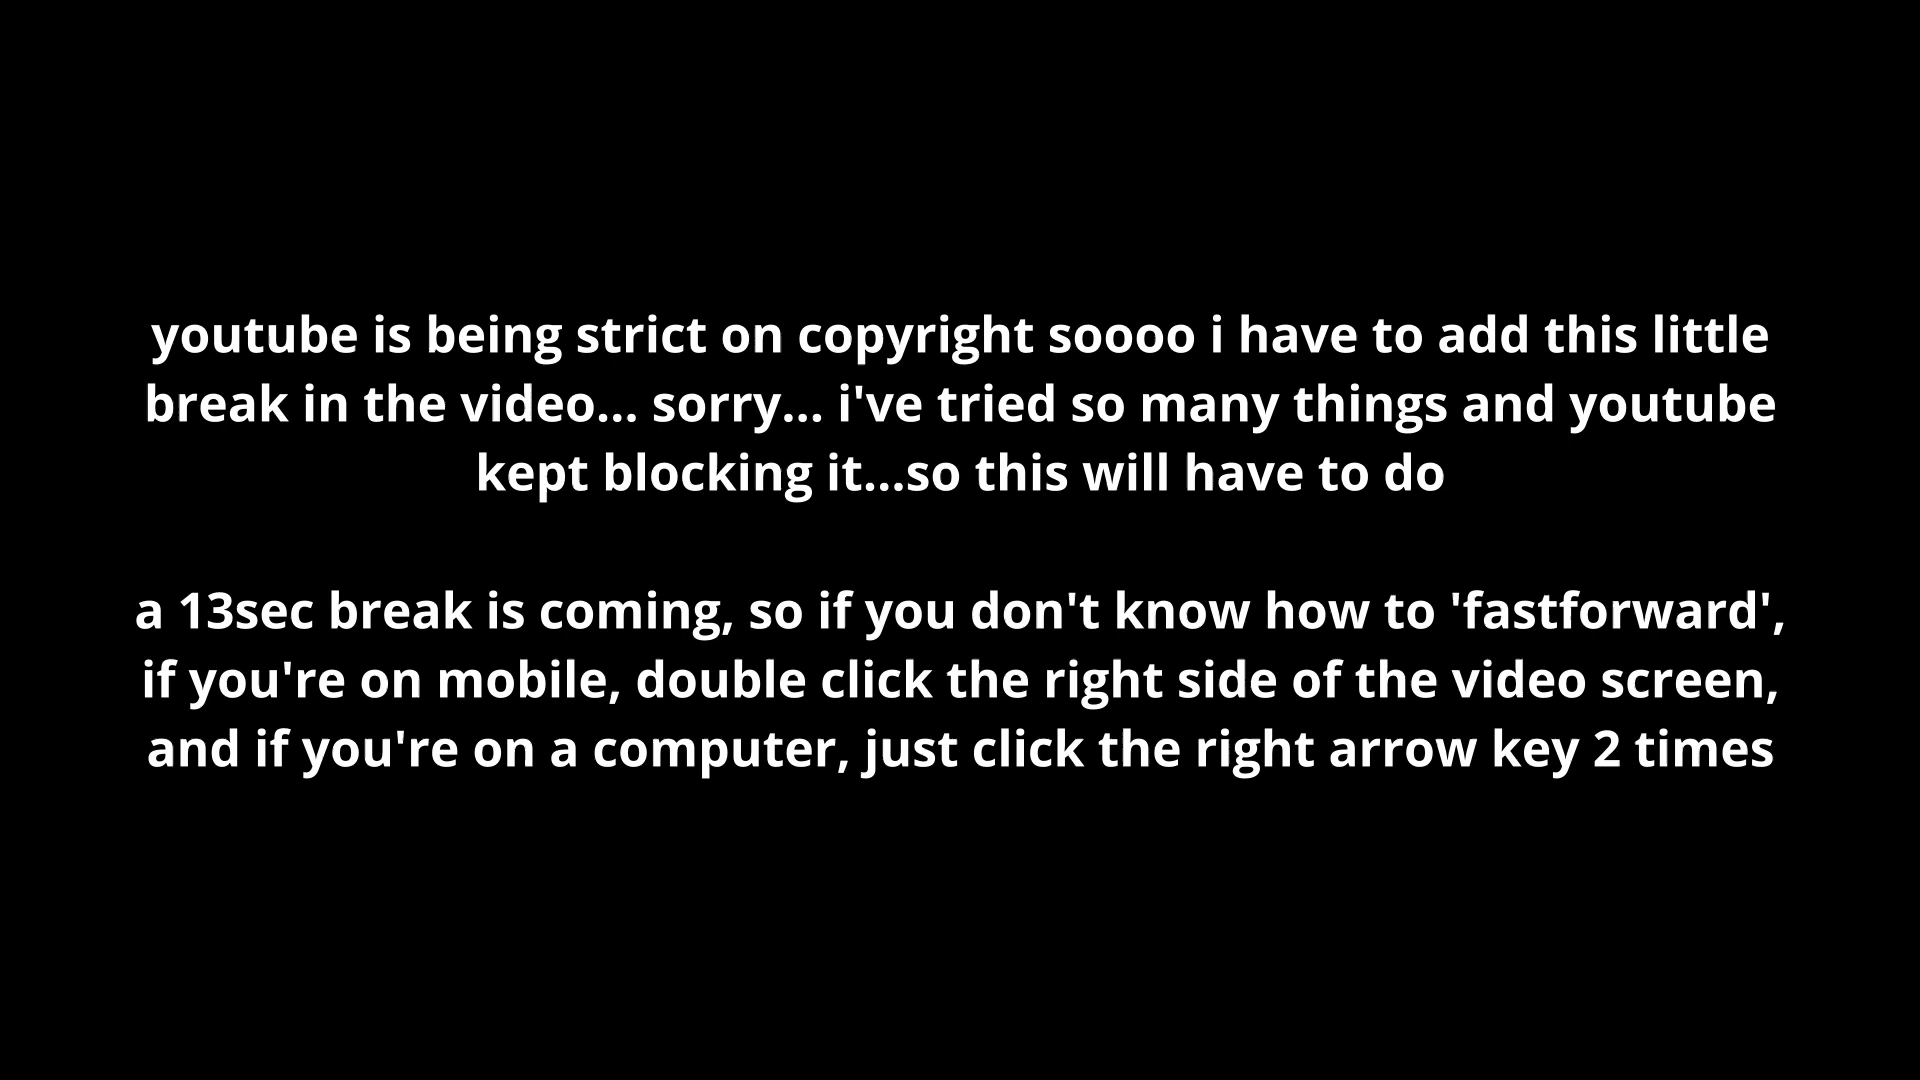 youtube is being strict on copyright soooo i have to add this little
break in the video... sorry... i've tried so many things and youtube
kept blocking it...so this will have to do
a 13sec break is coming, so if you don't know how to 'fastforward',
if you're on mobile, double click the right side of the video screen,
and if you're on a computer, just click the right arrow key 2 times